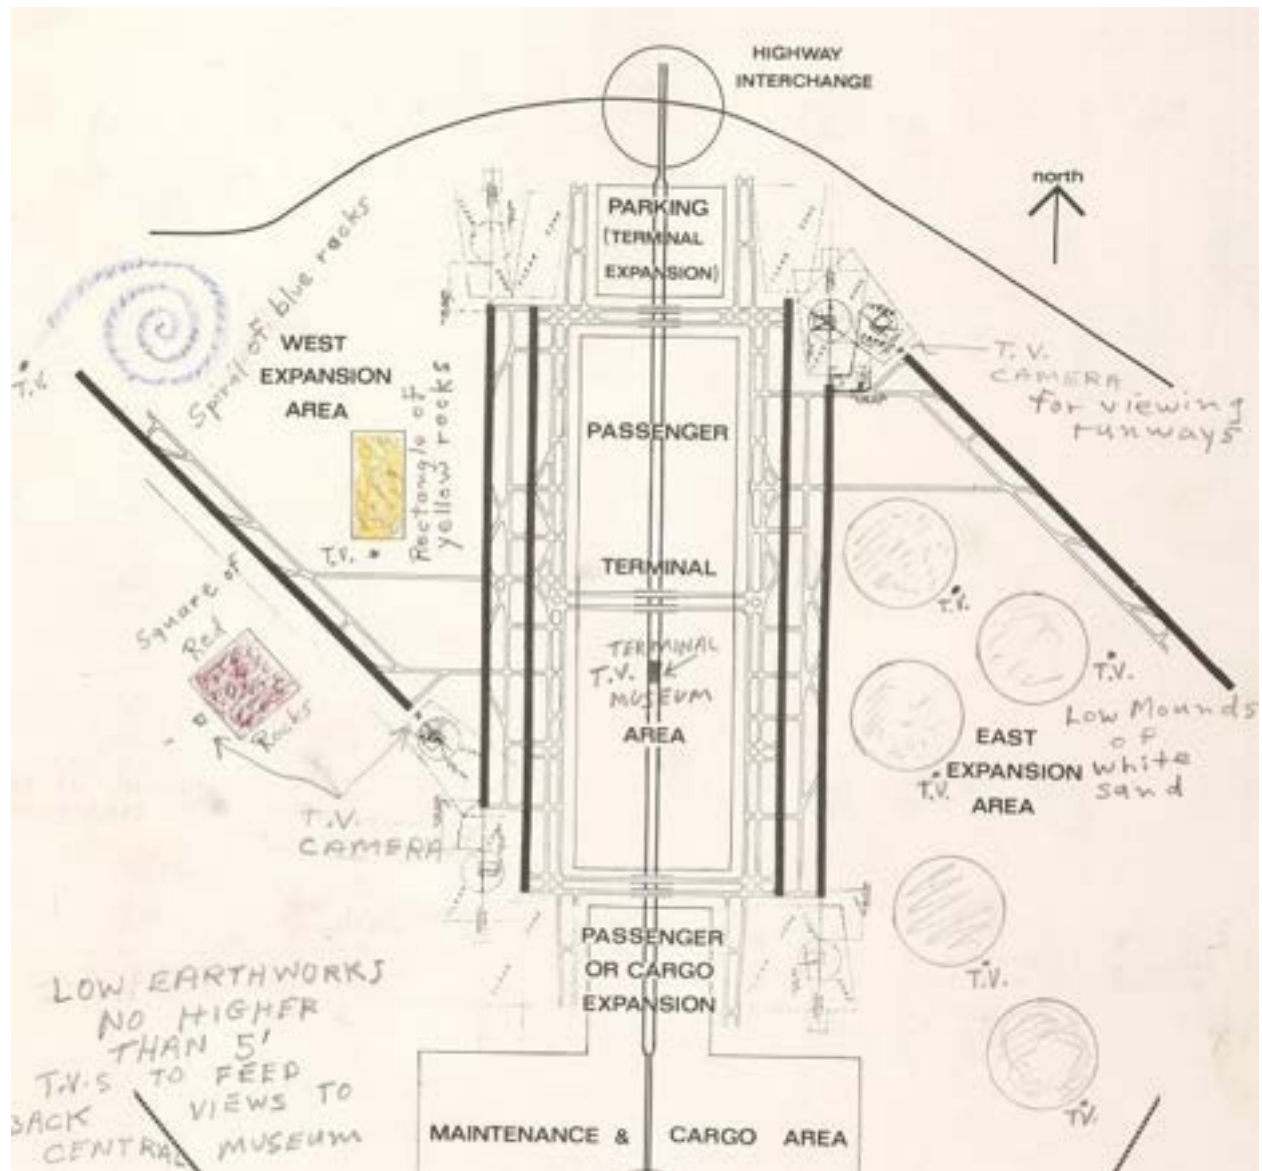 HIGHWAY
INTERCHANGE
north
PARKING
(TERMINAL
EXPANSION)
Spiral of blue rocks
T.V.
WEST
EXPANSION
AREA
Rectangle of
yellow rocks
T.V.
PASSENGER
TERMINAL
AREA
TERMINAL
T.V.
MUSEUM
T.V.
CAMERA
for viewing
runways
Square of
Red
Rocks
T.V.
CAMERA
T.V.
T.V.
T.V.
Low Mounds
of
white
sand
EAST
EXPANSION
AREA
T.V.
TV.
PASSENGER
OR CARGO
EXPANSION
MAINTENANCE & CARGO AREA
LOW EARTHWORKS
NO HIGHER
THAN 5'
T.V.S TO FEED
BACK VIEWS TO
CENTRAL MUSEUM